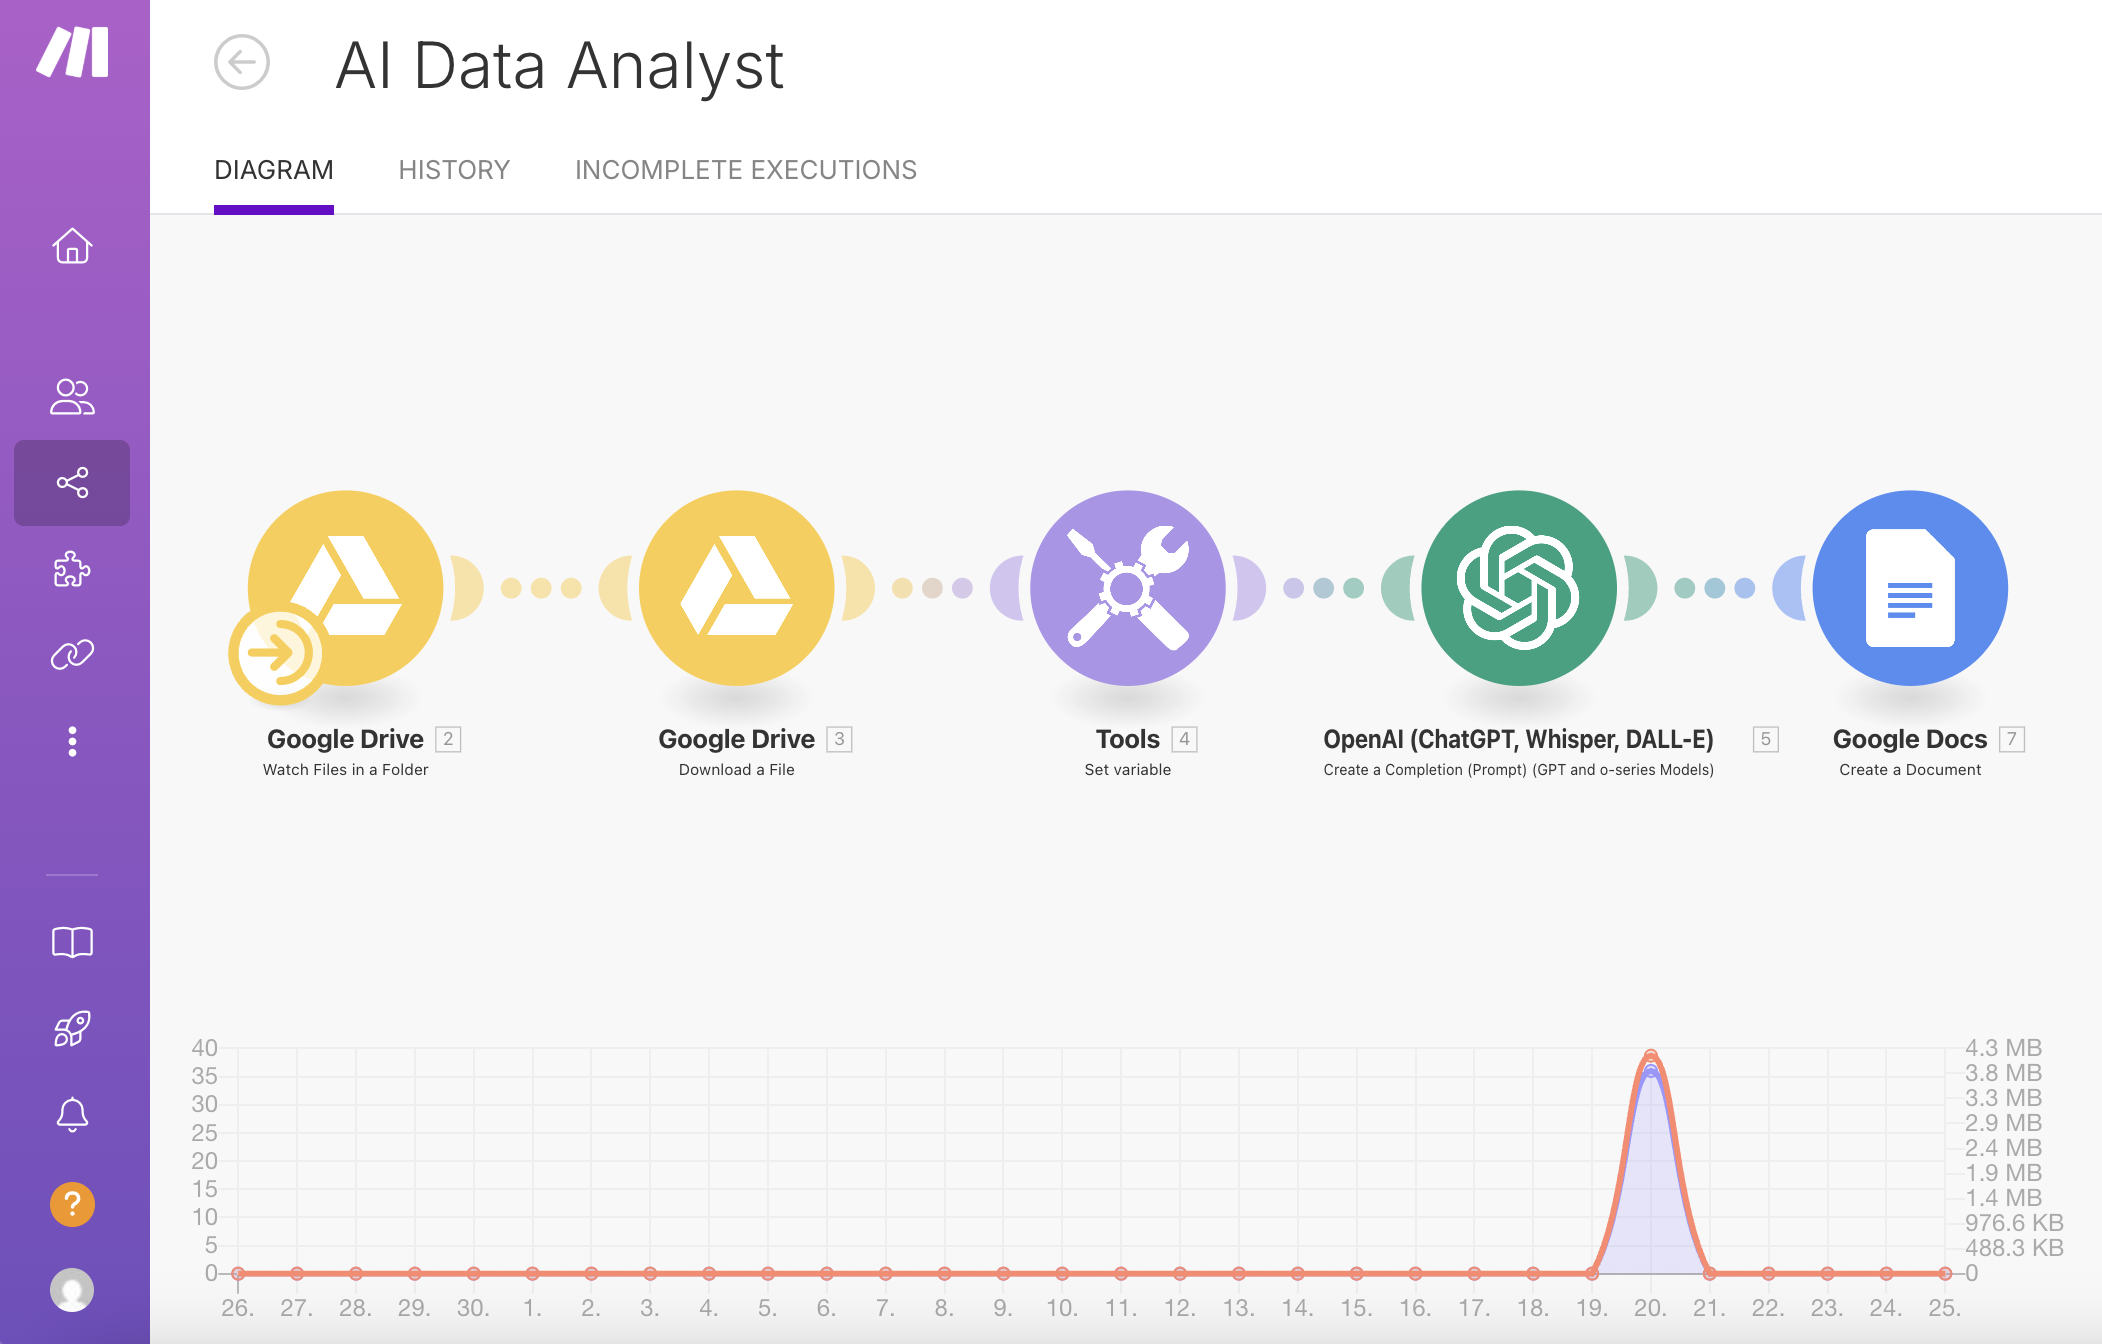 AI Data Analyst
DIAGRAM HISTORY INCOMPLETE EXECUTIONS
Google Drive 2
Watch Files in a Folder
Google Drive 3
Download a File
Tools 4
Set variable
OpenAI (ChatGPT, Whisper, DALL-E) 5
Create a Completion (Prompt) (GPT and o-series Models)
Google Docs 7
Create a Document
40
35
30
25
20
15
10
5
0
4.3 MB
3.8 MB
3.3 MB
2.9 MB
2.4 MB
1.9 MB
1.4 MB
976.6 KB
488.3 KB
0
26. 27. 28. 29. 30. 1. 2. 3. 4. 5. 6. 7. 8. 9. 10. 11. 12. 13. 14. 15. 16. 17. 18. 19. 20. 21. 22. 23. 24. 25.
?